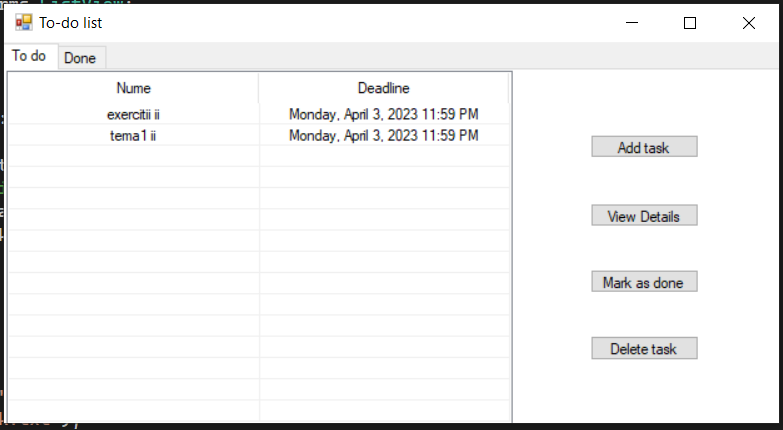 To-do list
To do Done
Nume Deadline
exercitii ii Monday, April 3, 2023 11:59 PM
tema1 ii Monday, April 3, 2023 11:59 PM
Add task
View Details
Mark as done
Delete task